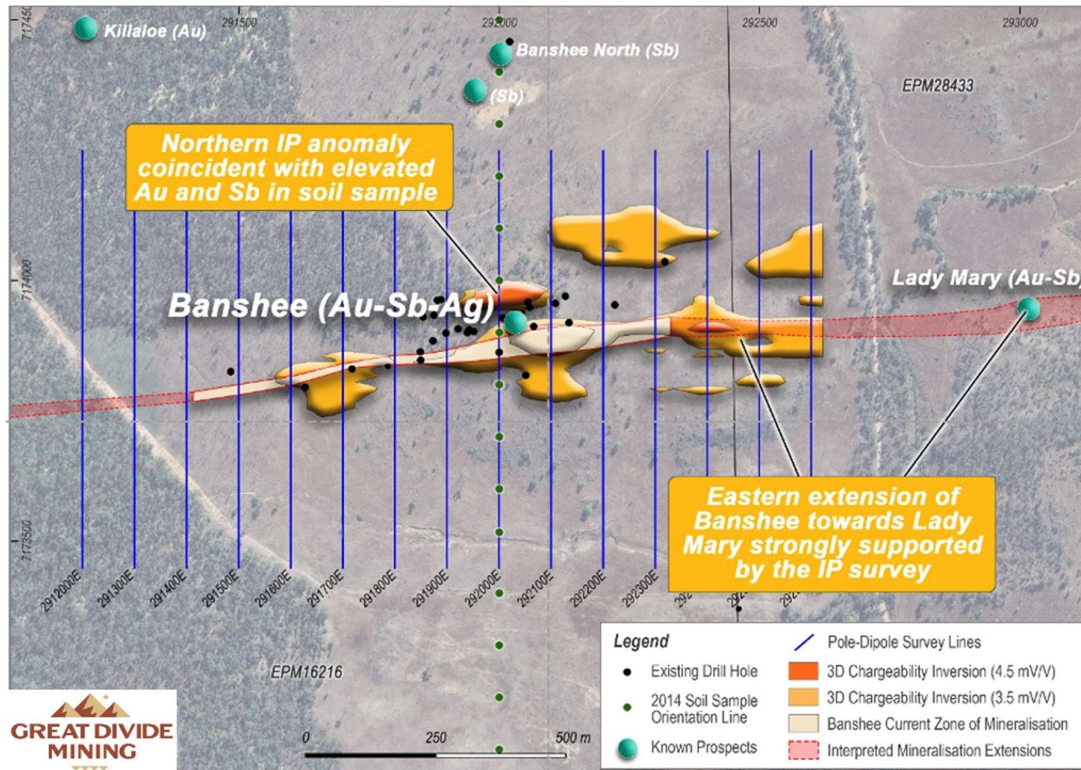 291500
292000
292500
293000
7174500
Killaloe (Au)
Banshee North (Sb)
(Sb)
EPM28433
Northern IP anomaly
coincident with elevated
Au and Sb in soil sample
7174000
Banshee (Au-Sb-Ag)
Lady Mary (Au-Sb)
Eastern extension of
Banshee towards Lady
Mary strongly supported
by the IP survey
7173500
2912000E
291300E
291400E
291500E
291600E
291700E
291800E
291900E
292000E
292100E
292200E
292300E
EPM16216
Legend
Existing Drill Hole
2014 Soil Sample
Orientation Line
Known Prospects
Pole-Dipole Survey Lines
3D Chargeability Inversion (4.5 mV/V)
3D Chargeability Inversion (3.5 mV/V)
Banshee Current Zone of Mineralisation
Interpreted Mineralisation Extensions
0
250
500 m
GREAT DIVIDE
MINING